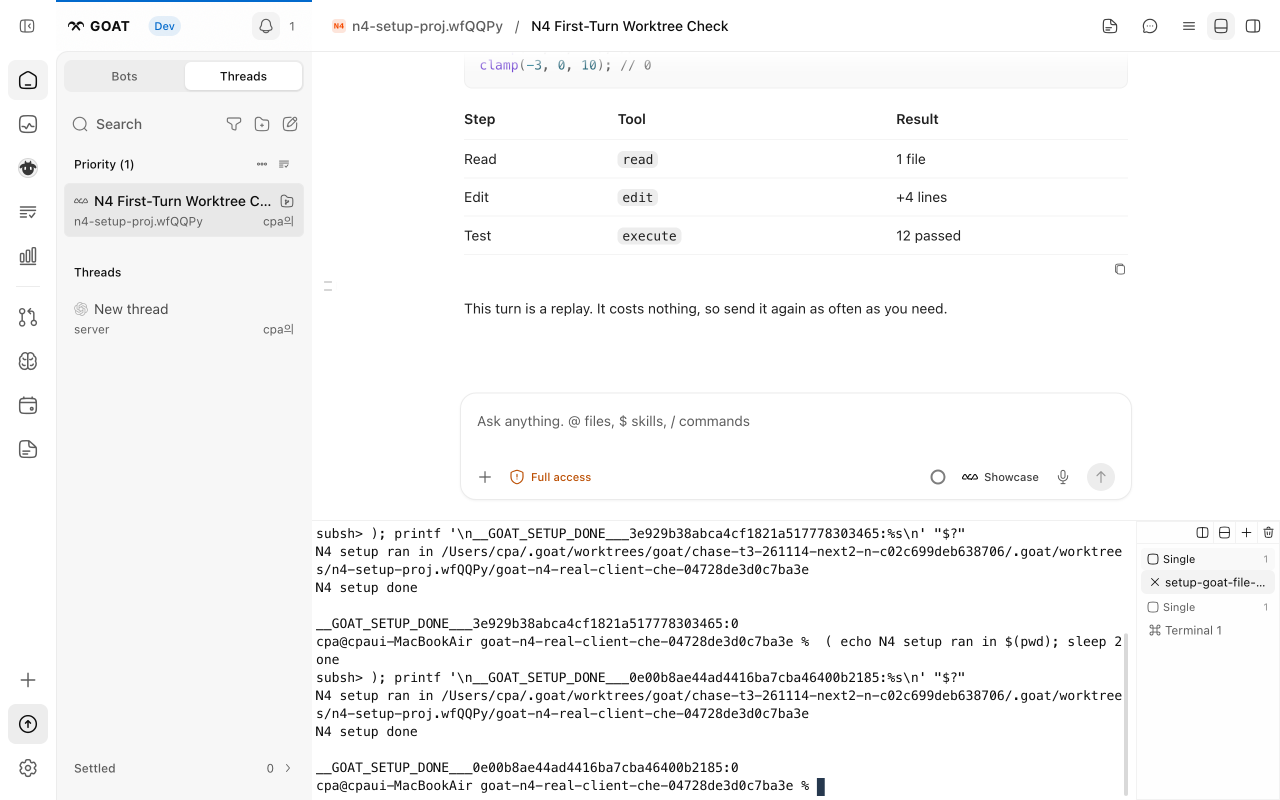 GOAT
Dev
1
N4 n4-setup-proj.wfQQPy / N4 First-Turn Worktree Check
Bots
Threads
Search
Priority (1)
N4 First-Turn Worktree C...
n4-setup-proj.wfQQPy cpa의
Threads
New thread
server cpa의
Settled 0
clamp(-3, 0, 10); // 0
Step Tool Result
Read read 1 file
Edit edit +4 lines
Test execute 12 passed
This turn is a replay. It costs nothing, so send it again as often as you need.
Ask anything. @ files, $ skills, / commands
Full access
Showcase
subsh> ); printf '\n__GOAT_SETUP_DONE___3e929b38abca4cf1821a517778303465:%s\n' "$?"
N4 setup ran in /Users/cpa/.goat/worktrees/goat/chase-t3-261114-next2-n-c02c699deb638706/.goat/worktree
s/n4-setup-proj.wfQQPy/goat-n4-real-client-che-04728de3d0c7ba3e
N4 setup done
__GOAT_SETUP_DONE___3e929b38abca4cf1821a517778303465:0
cpa@cpaui-MacBookAir goat-n4-real-client-che-04728de3d0c7ba3e %  ( echo N4 setup ran in $(pwd); sleep 2
one
subsh> ); printf '\n__GOAT_SETUP_DONE___0e00b8ae44ad4416ba7cba46400b2185:%s\n' "$?"
N4 setup ran in /Users/cpa/.goat/worktrees/goat/chase-t3-261114-next2-n-c02c699deb638706/.goat/worktree
s/n4-setup-proj.wfQQPy/goat-n4-real-client-che-04728de3d0c7ba3e
N4 setup done
__GOAT_SETUP_DONE___0e00b8ae44ad4416ba7cba46400b2185:0
cpa@cpaui-MacBookAir goat-n4-real-client-che-04728de3d0c7ba3e %
Single 1
setup-goat-file-...
Single 1
Terminal 1